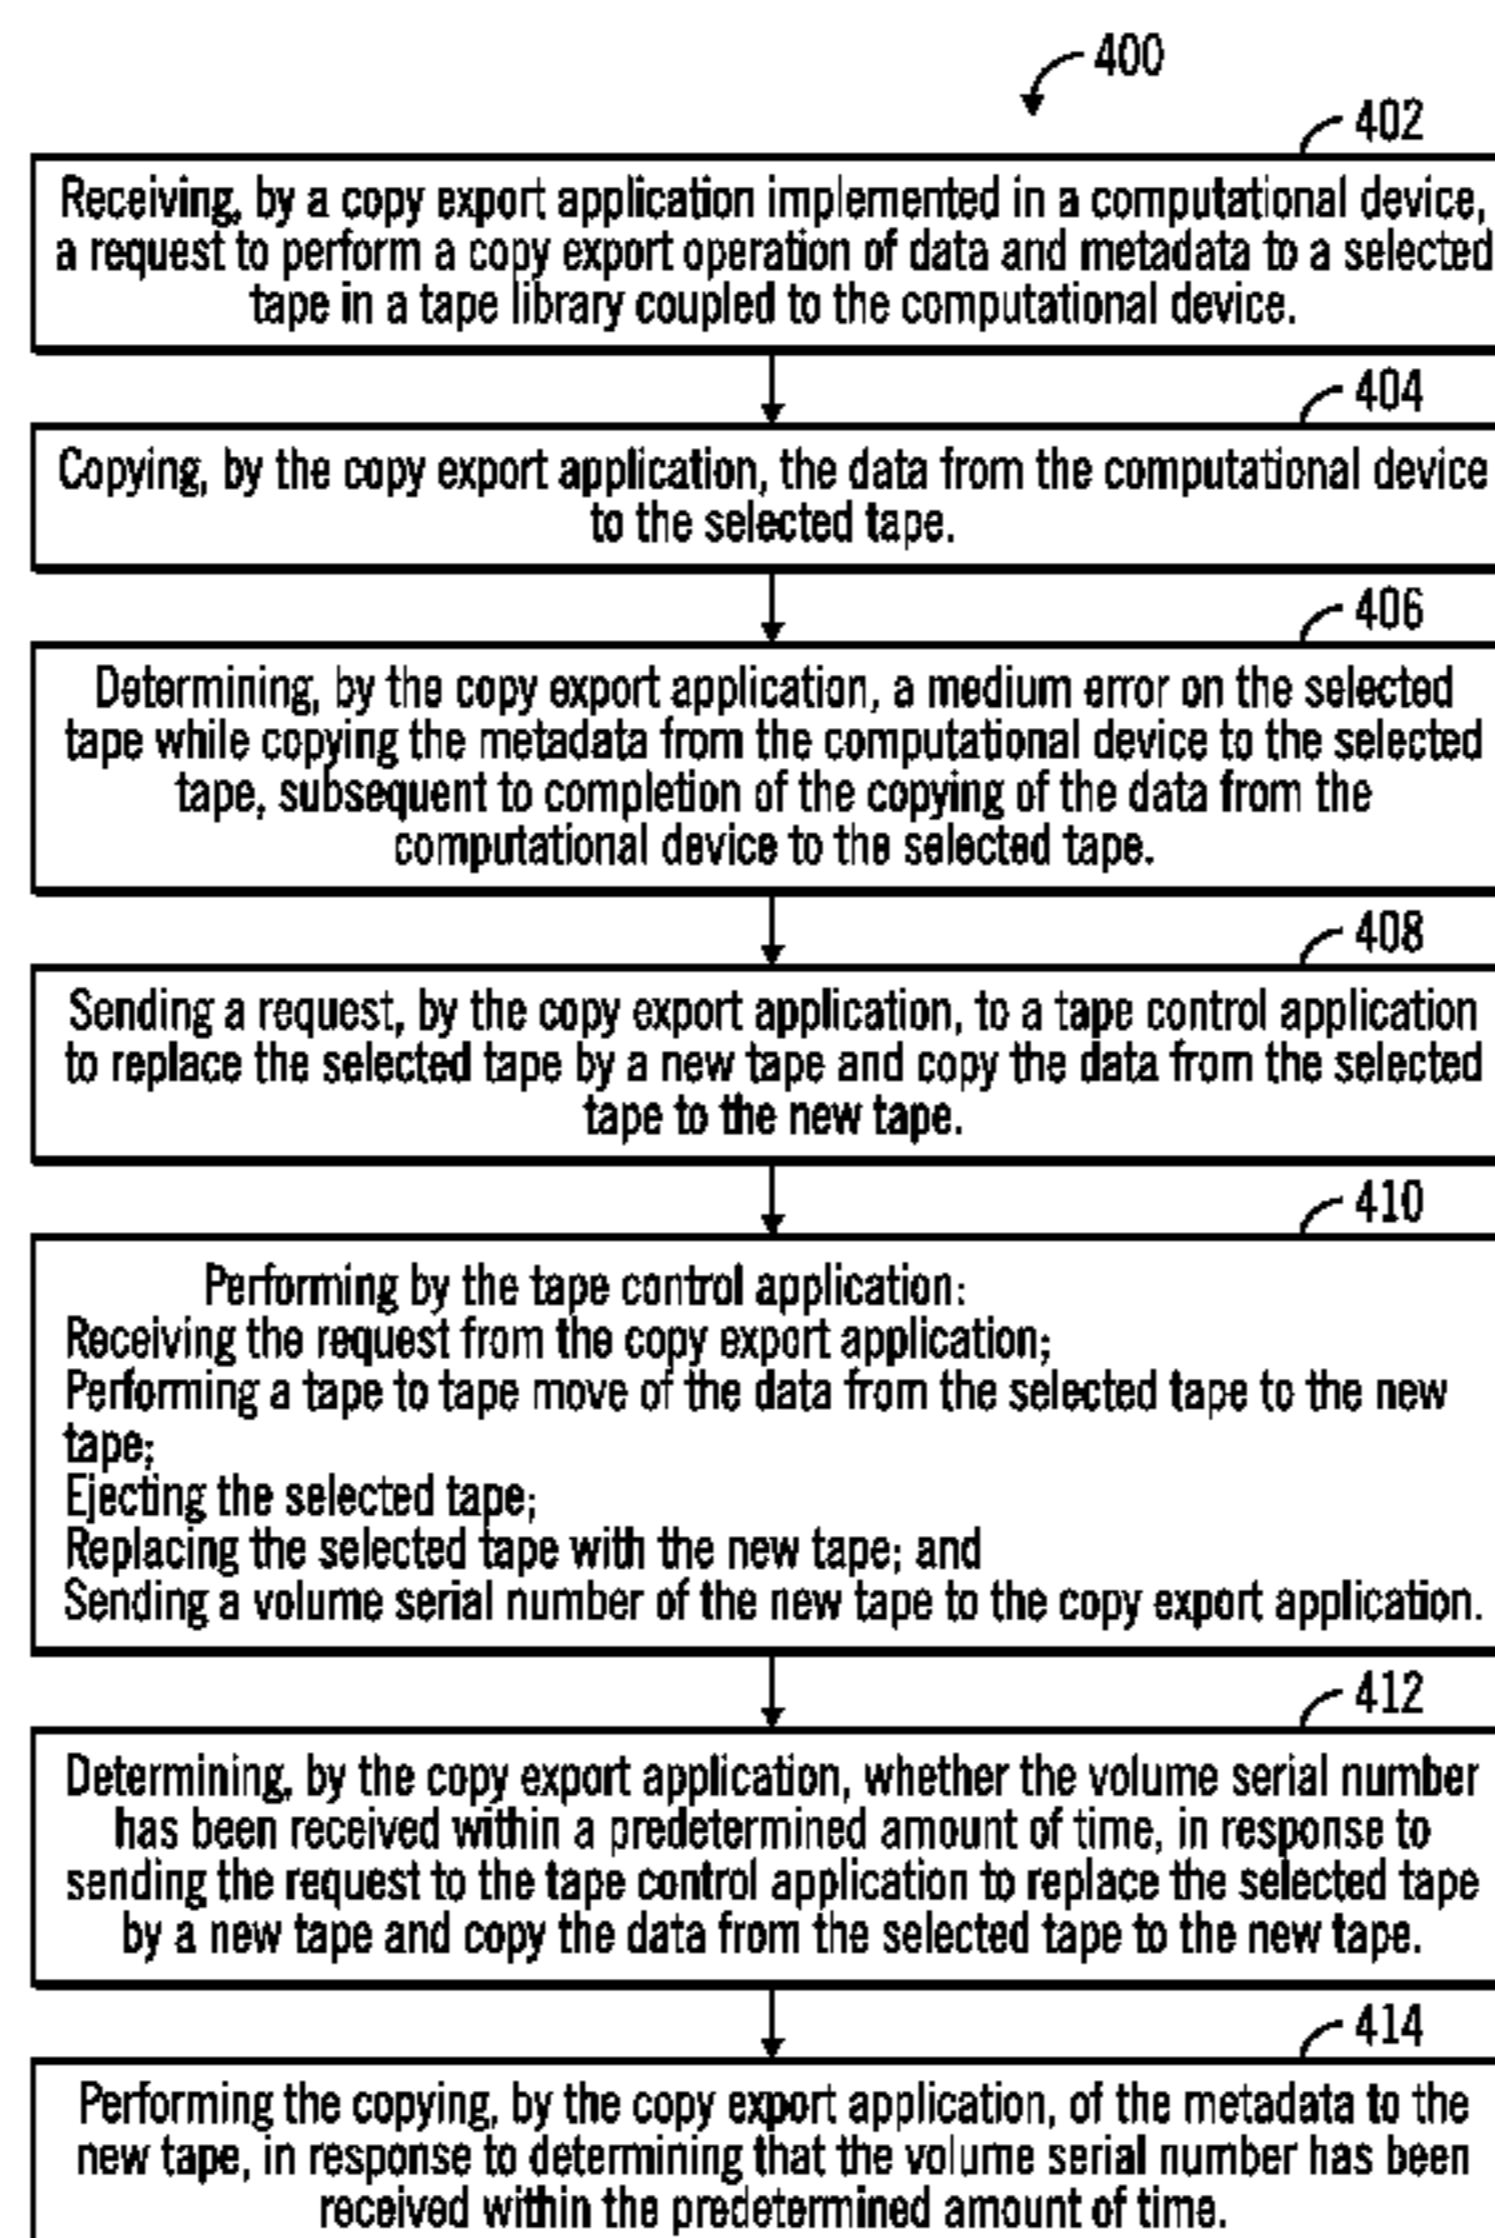 400
402
Receiving, by a copy export application implemented in a computational device,
a request to perform a copy export operation of data and metadata to a selected
tape in a tape library coupled to the computational device.
404
Copying, by the copy export application, the data from the computational device
to the selected tape.
406
Determining, by the copy export application, a medium error on the selected
tape while copying the metadata from the computational device to the selected
tape, subsequent to completion of the copying of the data from the
computational device to the selected tape.
408
Sending a request, by the copy export application, to a tape control application
to replace the selected tape by a new tape and copy the data from the selected
tape to the new tape.
410
Performing by the tape control application:
Receiving the request from the copy export application;
Performing a tape to tape move of the data from the selected tape to the new
tape;
Ejecting the selected tape;
Replacing the selected tape with the new tape; and
Sending a volume serial number of the new tape to the copy export application.
412
Determining, by the copy export application, whether the volume serial number
has been received within a predetermined amount of time, in response to
sending the request to the tape control application to replace the selected tape
by a new tape and copy the data from the selected tape to the new tape.
414
Performing the copying, by the copy export application, of the metadata to the
new tape, in response to determining that the volume serial number has been
received within the predetermined amount of time.